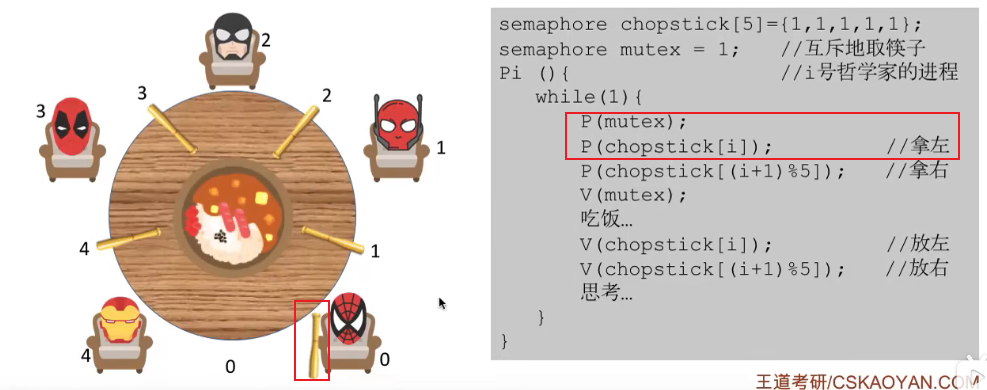 2
3
2
3
1
4
1
4
0
0
semaphore chopstick[5]={1,1,1,1,1};
semaphore mutex = 1; //互斥地取筷子
Pi (){ //i号哲学家的进程
while(1){
P(mutex);
P(chopstick[i]); //拿左
P(chopstick[(i+1)%5]); //拿右
V(mutex);
吃饭…
V(chopstick[i]); //放左
V(chopstick[(i+1)%5]); //放右
思考…
}
}
王道考研/CSKAOYAN.COM